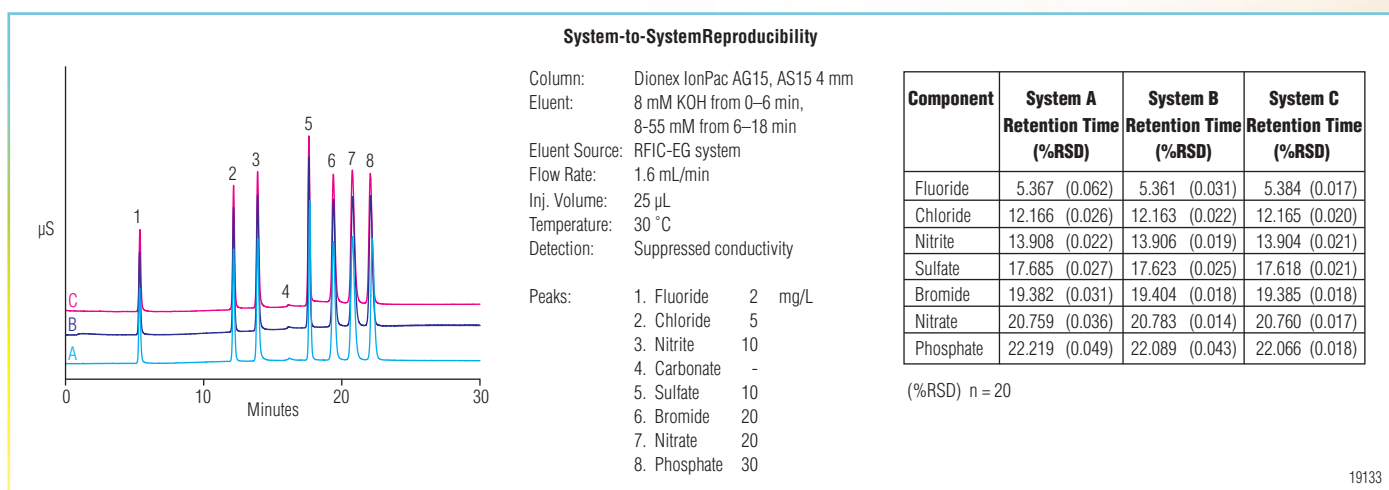 System-to-SystemReproducibility
µS
1
2
3
4
5
6
7
8
C
B
A
0
10
20
30
Minutes
Column: Dionex IonPac AG15, AS15 4 mm
Eluent: 8 mM KOH from 0–6 min,
8-55 mM from 6–18 min
Eluent Source: RFIC-EG system
Flow Rate: 1.6 mL/min
Inj. Volume: 25 µL
Temperature: 30 ˚C
Detection: Suppressed conductivity
Peaks: 1. Fluoride 2 mg/L
2. Chloride 5
3. Nitrite 10
4. Carbonate -
5. Sulfate 10
6. Bromide 20
7. Nitrate 20
8. Phosphate 30
Component System A System B System C
Retention Time Retention Time Retention Time
(%RSD) (%RSD) (%RSD)
Fluoride 5.367 (0.062) 5.361 (0.031) 5.384 (0.017)
Chloride 12.166 (0.026) 12.163 (0.022) 12.165 (0.020)
Nitrite 13.908 (0.022) 13.906 (0.019) 13.904 (0.021)
Sulfate 17.685 (0.027) 17.623 (0.025) 17.618 (0.021)
Bromide 19.382 (0.031) 19.404 (0.018) 19.385 (0.018)
Nitrate 20.759 (0.036) 20.783 (0.014) 20.760 (0.017)
Phosphate 22.219 (0.049) 22.089 (0.043) 22.066 (0.018)
(%RSD) n = 20
19133